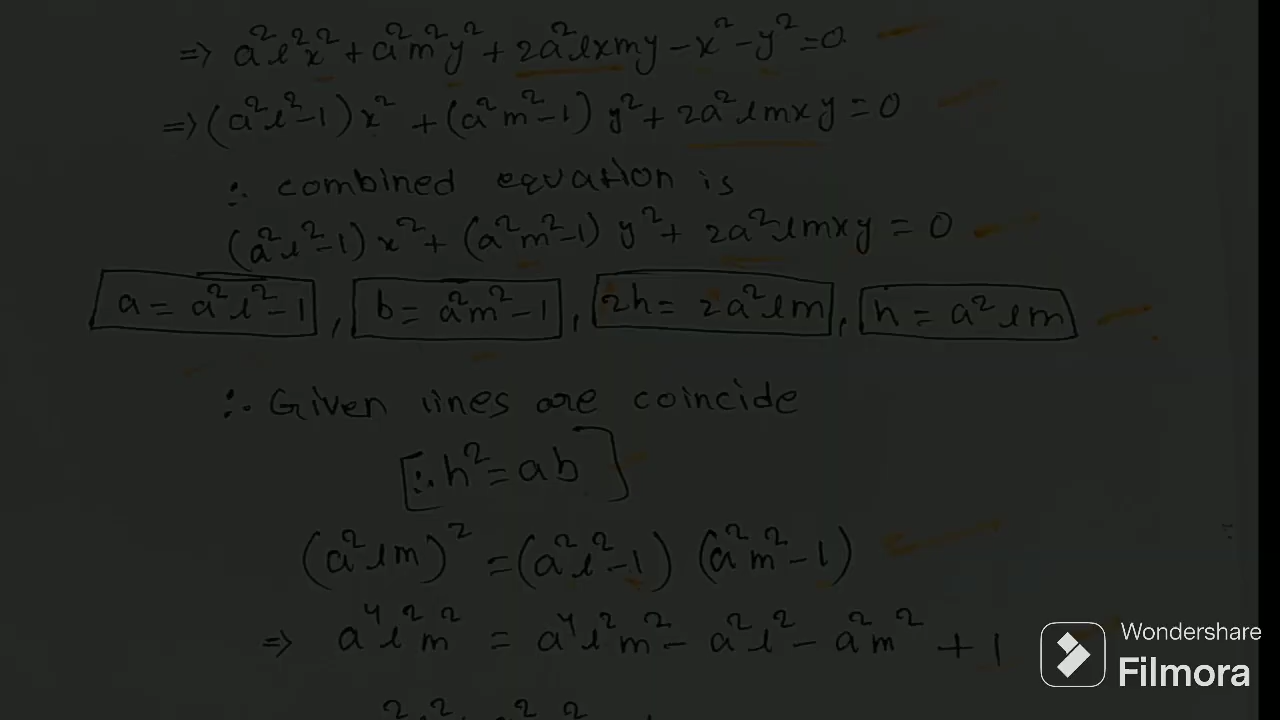 => a²l²x² + a²m²y² + 2a²lxmy - x² - y² = 0
=> (a²l²-1) x² + (a²m²-1) y² + 2a²lmxy = 0
∴ combined equation is
(a²l²-1) x² + (a²m²-1) y² + 2a²lmxy = 0
a = a²l²-1, b = a²m²-1, 2h = 2a²lm, h = a²lm
∴ Given lines are coincide
[∴ h² = ab]
(a²lm)² = (a²l²-1) (a²m²-1)
=> a⁴l²m² = a⁴l²m² - a²l² - a²m² + 1
Wondershare
Filmora